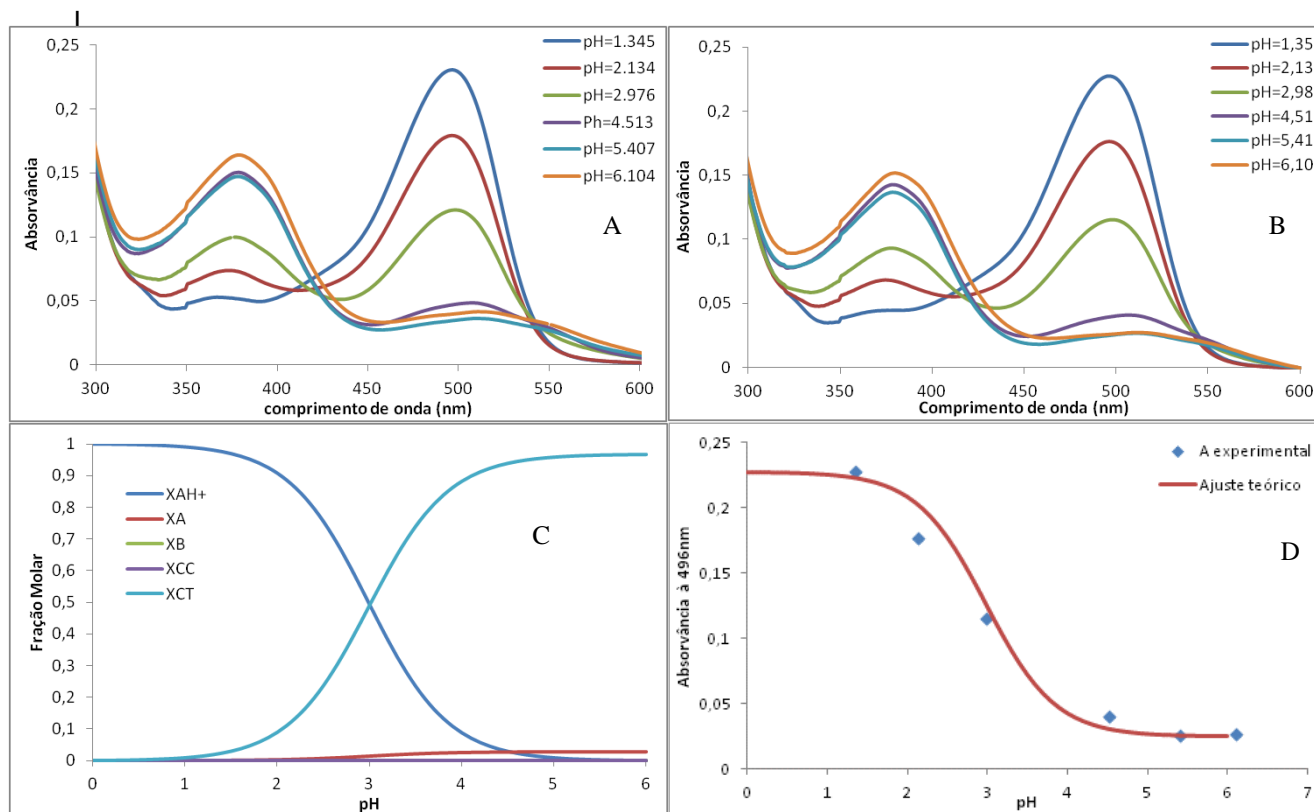 0,25
0,2
0,15
0,1
0,05
0
Absorvância
300
350
400
450
500
550
600
comprimento de onda (nm)
pH=1.345
pH=2.134
pH=2.976
Ph=4.513
pH=5.407
pH=6.104
A
0,25
0,2
0,15
0,1
0,05
0
Absorvância
300
350
400
450
500
550
600
Comprimento de onda (nm)
pH=1,35
pH=2,13
pH=2,98
pH=4,51
pH=5,41
pH=6,10
B
1
0,9
0,8
0,7
0,6
0,5
0,4
0,3
0,2
0,1
0
Fração Molar
0
1
2
3
4
5
6
pH
XAH+
XA
XB
XCC
XCT
C
0,25
0,2
0,15
0,1
0,05
0
Absorvância à 496nm
0
1
2
3
4
5
6
7
pH
A experimental
Ajuste teórico
D